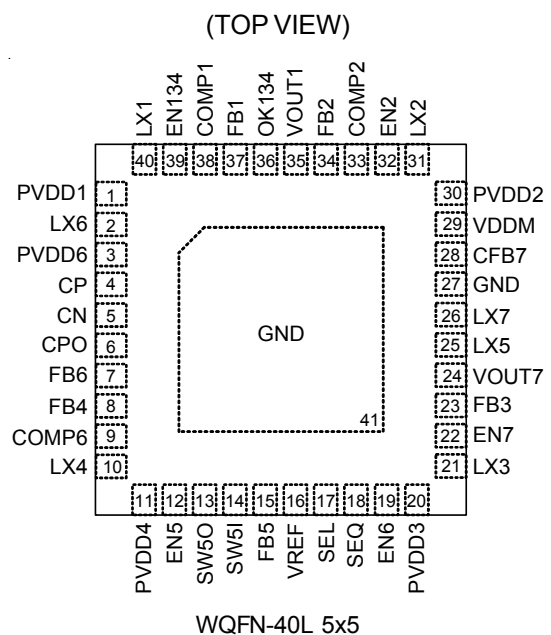 (TOP VIEW)
LX1
EN134
COMP1
FB1
OK134
VOUT1
FB2
COMP2
EN2
LX2
40 39 38 37 36 35 34 33 32 31
PVDD1 1
LX6 2
PVDD6 3
CP 4
CN 5
CPO 6
FB6 7
FB4 8
COMP6 9
LX4 10
GND
41
30 PVDD2
29 VDDM
28 CFB7
27 GND
26 LX7
25 LX5
24 VOUT7
23 FB3
22 EN7
21 LX3
11 12 13 14 15 16 17 18 19 20
PVDD4
EN5
SW5O
SW5I
FB5
VREF
SEL
SEQ
EN6
PVDD3
WQFN-40L 5x5